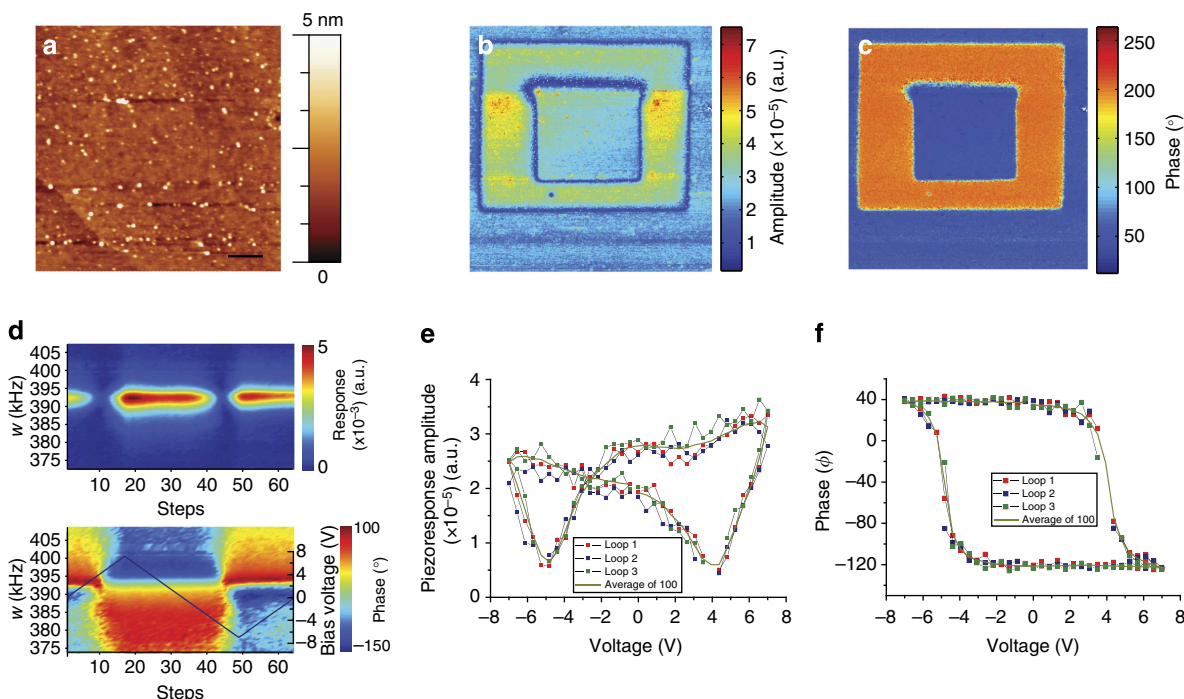 a
5 nm
0
b
7
6
5
4
3
2
1
Amplitude (×10⁻⁵) (a.u.)
c
250
200
150
100
50
Phase (°)
d
405
400
395
390
385
380
375
w (kHz)
10 20 30 40 50 60
Steps
5
0
Response
(×10⁻³) (a.u.)
405
400
395
390
385
380
375
w (kHz)
10 20 30 40 50 60
Steps
8
4
0
−4
−8
Bias voltage (V)
100
−150
Phase (°)
e
4
3
2
1
0
Piezoresponse amplitude
(×10⁻⁵) (a.u.)
Loop 1
Loop 2
Loop 3
Average of 100
−8 −6 −4 −2 0 2 4 6 8
Voltage (V)
f
40
0
−40
−80
−120
Phase (ϕ)
Loop 1
Loop 2
Loop 3
Average of 100
−8 −6 −4 −2 0 2 4 6 8
Voltage (V)